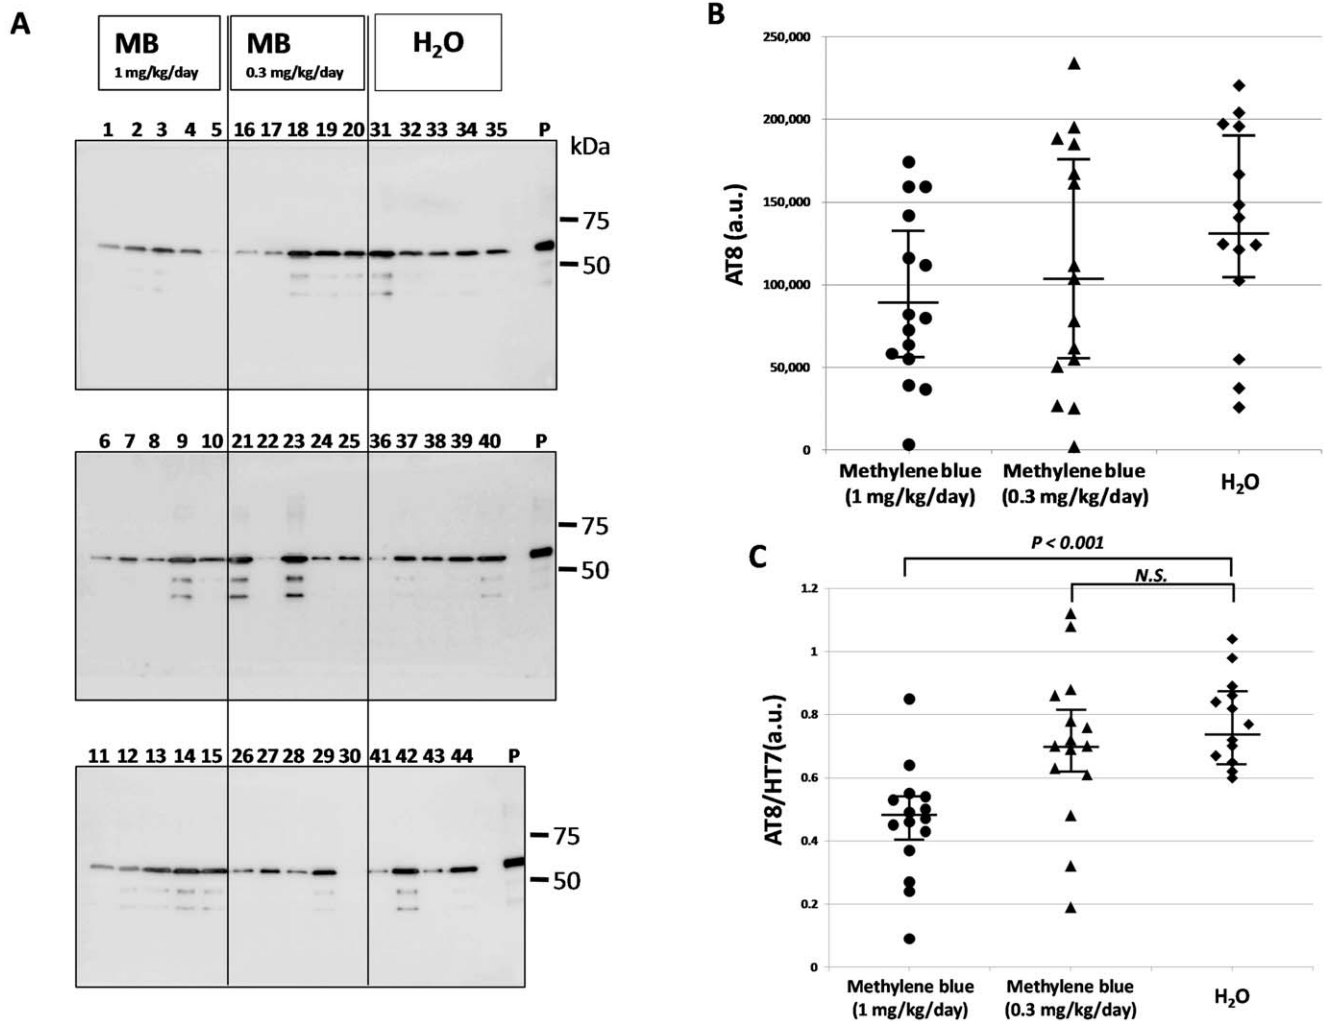 A
MB
1 mg/kg/day
MB
0.3 mg/kg/day
H₂O
1 2 3 4 5 16 17 18 19 20 31 32 33 34 35 P
kDa
75
50
6 7 8 9 10 21 22 23 24 25 36 37 38 39 40 P
75
50
11 12 13 14 15 26 27 28 29 30 41 42 43 44 P
75
50
B
AT8 (a.u.)
250,000
200,000
150,000
100,000
50,000
0
Methylene blue
(1 mg/kg/day)
Methylene blue
(0.3 mg/kg/day)
H₂O
C
P < 0.001
N.S.
AT8/HT7(a.u.)
1.2
1
0.8
0.6
0.4
0.2
0
Methylene blue
(1 mg/kg/day)
Methylene blue
(0.3 mg/kg/day)
H₂O